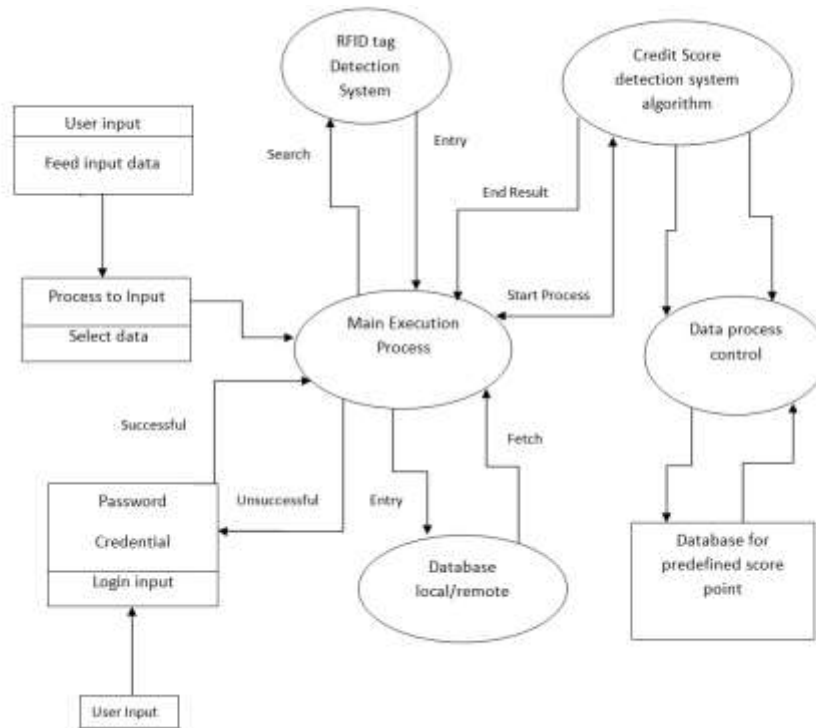 RFID tag
Detection
System
Credit Score
detection system
algorithm
User input
Feed input data
Search
Entry
End Result
Process to Input
Select data
Start Process
Main Execution
Process
Data process
control
Successful
Fetch
Password
Credential
Login input
Unsuccessful
Entry
Database
local/remote
Database for
predefined score
point
User Input